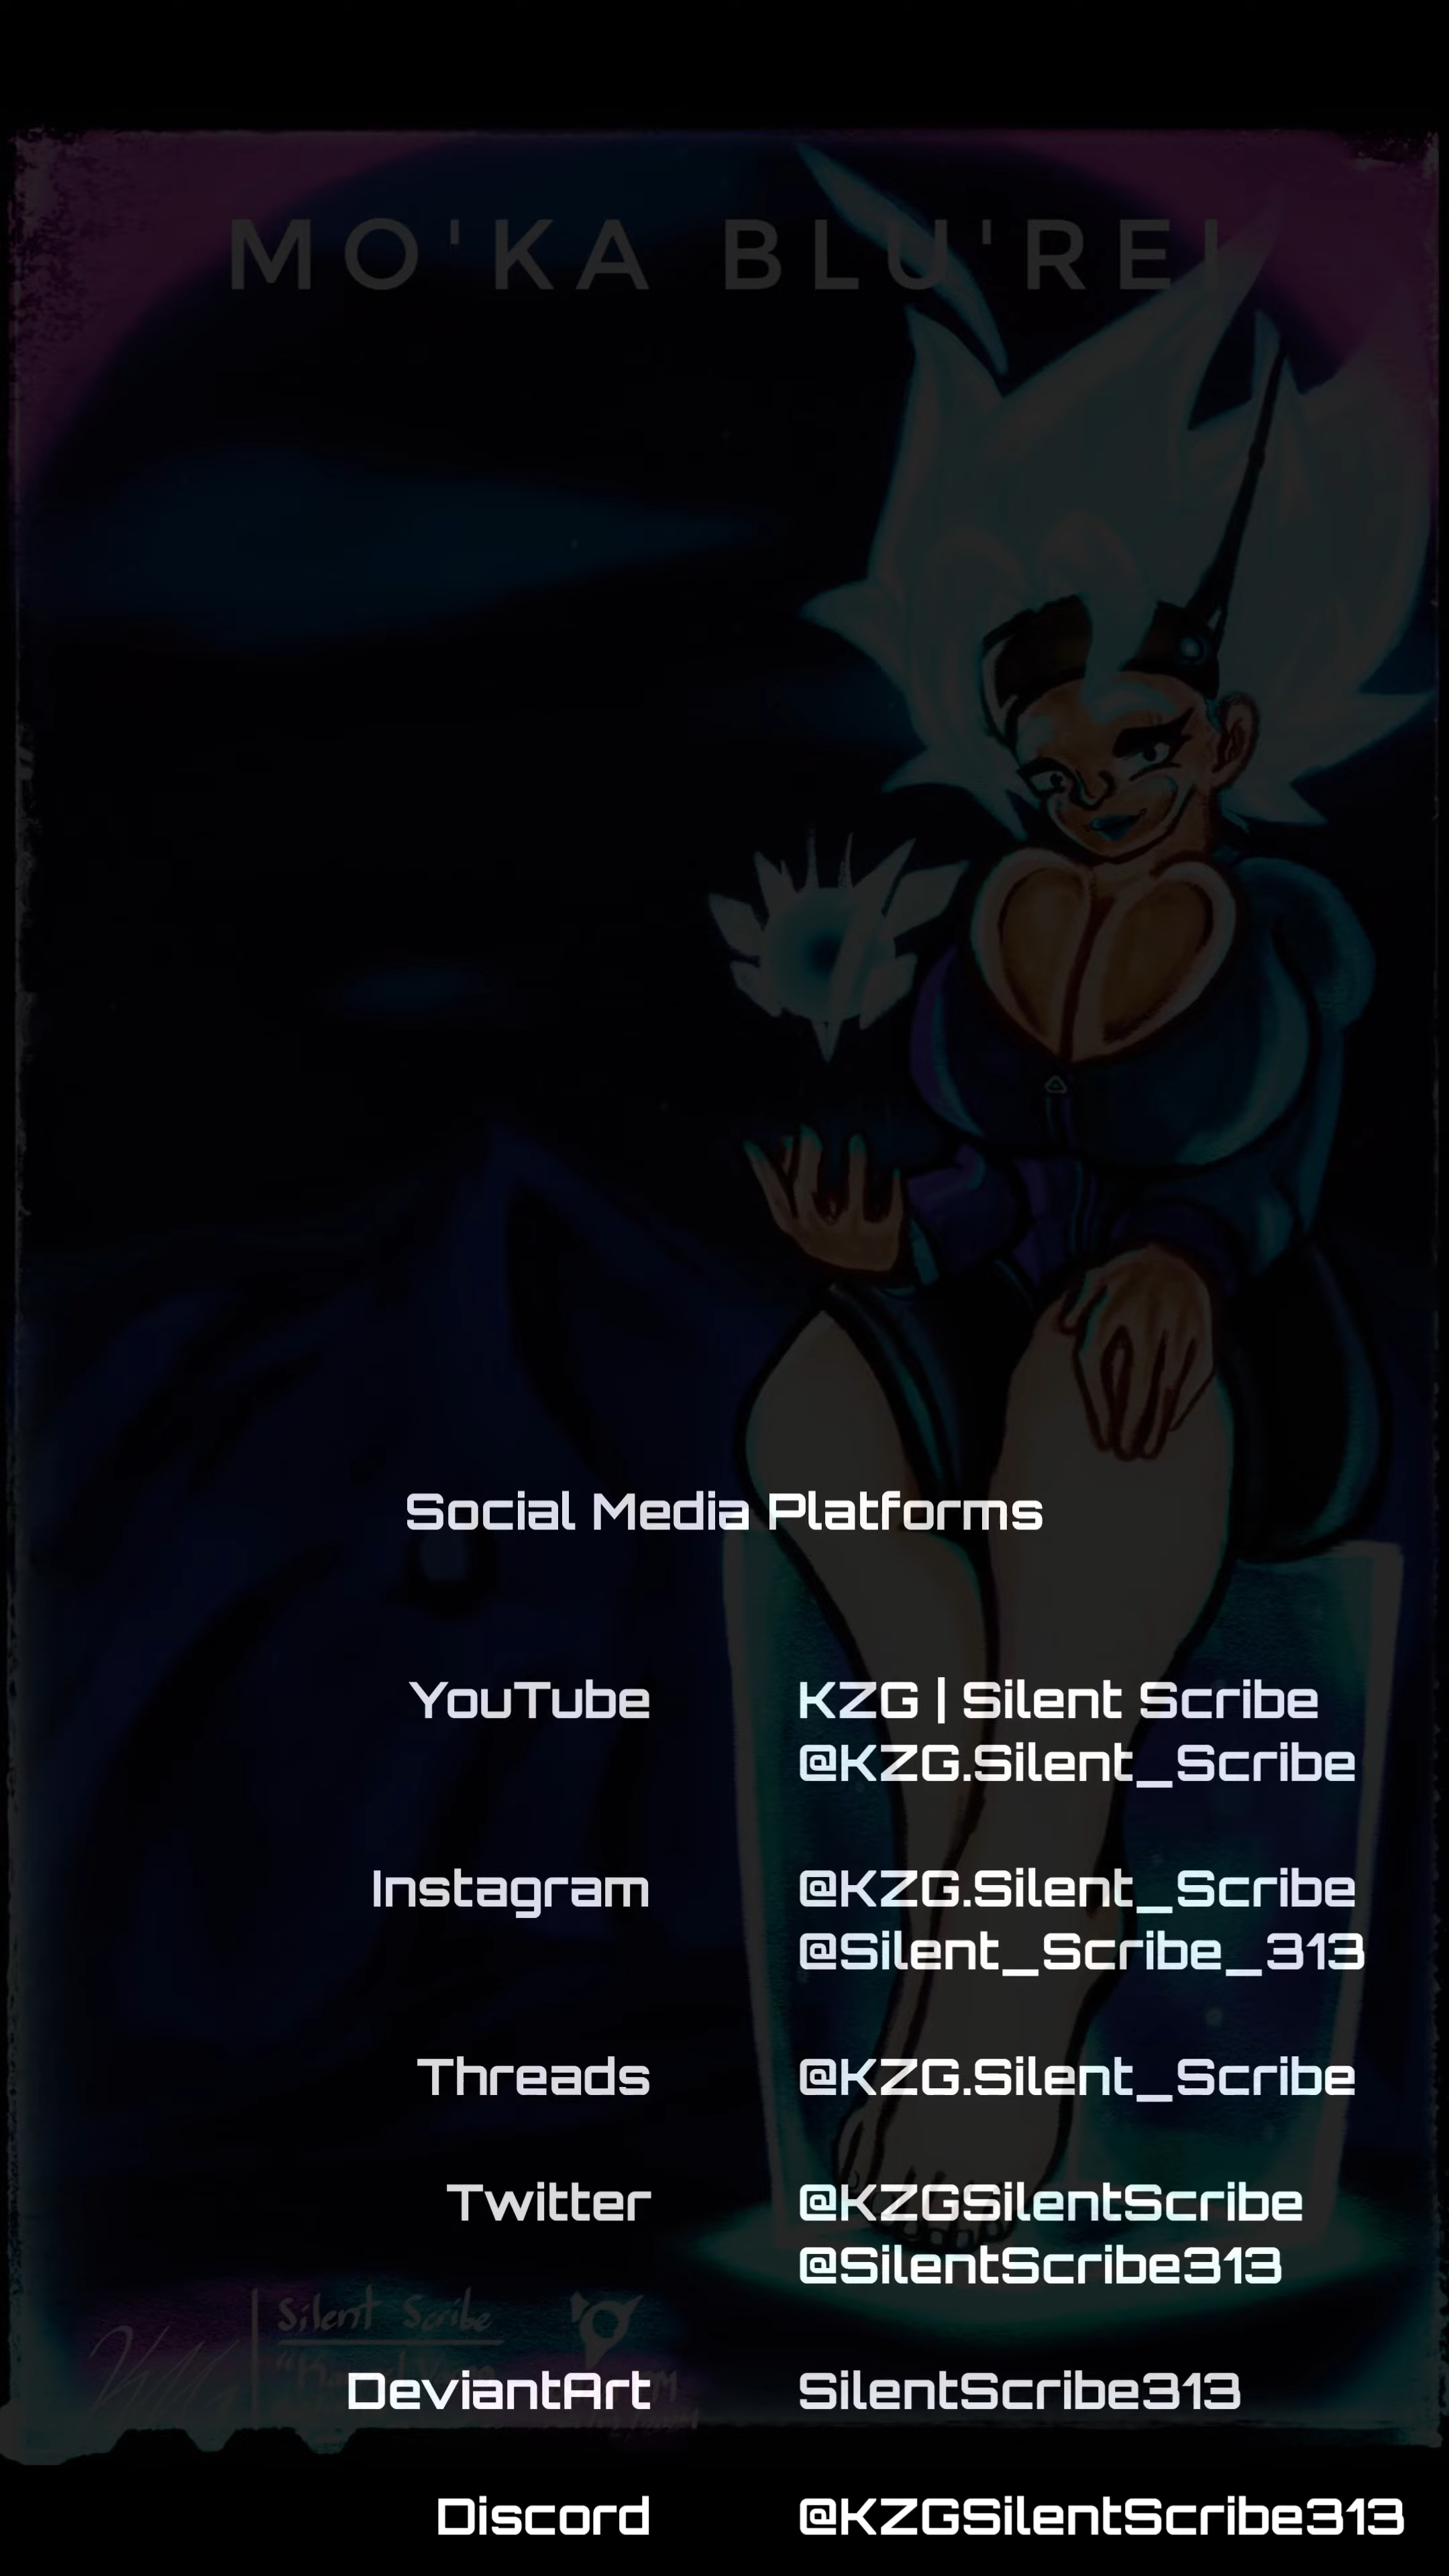 MO'KA BLU'REI
Social Media Platforms
YouTube KZG | Silent Scribe
@KZG.Silent_Scribe
Instagram @KZG.Silent_Scribe
@Silent_Scribe_313
Threads @KZG.Silent_Scribe
Twitter @KZGSilentScribe
@SilentScribe313
Silent Scribe
DeviantArt SilentScribe313
Discord @KZGSilentScribe313